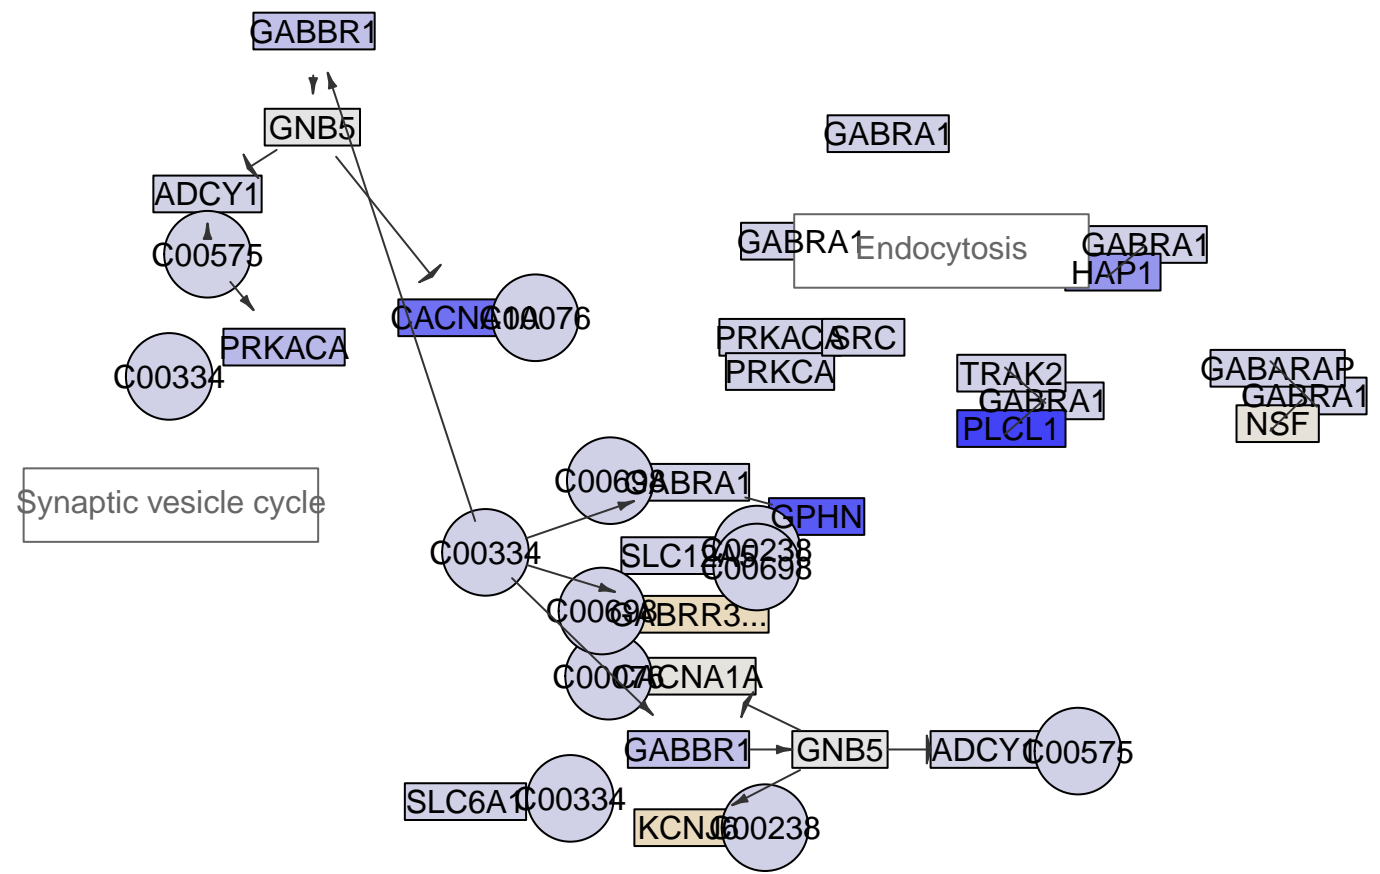 GABBR1
GNB5
GABRA1
ADCY1
C00575
GABRA1
Endocytosis
GABRA1
HAP1
CACNA1A
C00076
PRKACA
C00334
PRKACA
SRC
PRKCA
TRAK2
GABRA1
PLCL1
GABARAP
GABRA1
NSF
Synaptic vesicle cycle
C00698
GABRA1
GPHN
C00334
SLC12A5
C00238
C00698
C00698
GABRR3...
C00076
CACNA1A
GABBR1
GNB5
ADCY1
C00575
SLC6A1
C00334
KCNJ6
C00238